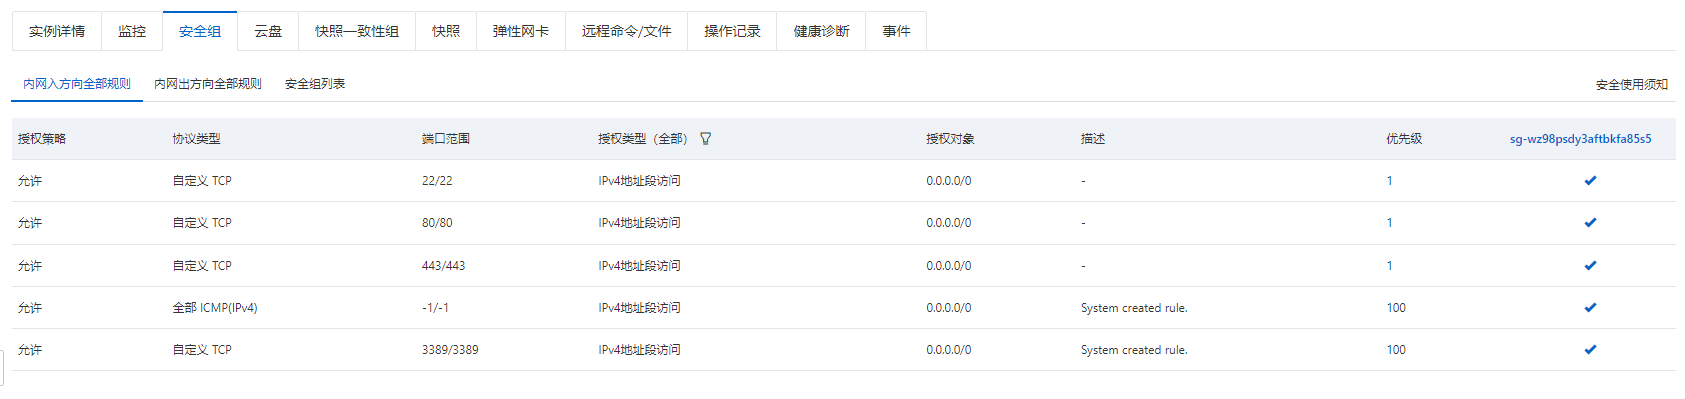 实例详情 监控 安全组 云盘 快照一致性组 快照 弹性网卡 远程命令/文件 操作记录 健康诊断 事件
内网入方向全部规则 内网出方向全部规则 安全组列表 安全使用须知
授权策略 协议类型 端口范围 授权类型（全部） 授权对象 描述 优先级 sg-wz98psdy3aftbkfa85s5
允许 自定义 TCP 22/22 IPv4地址段访问 0.0.0.0/0 - 1
允许 自定义 TCP 80/80 IPv4地址段访问 0.0.0.0/0 - 1
允许 自定义 TCP 443/443 IPv4地址段访问 0.0.0.0/0 - 1
允许 全部 ICMP(IPv4) -1/-1 IPv4地址段访问 0.0.0.0/0 System created rule. 100
允许 自定义 TCP 3389/3389 IPv4地址段访问 0.0.0.0/0 System created rule. 100